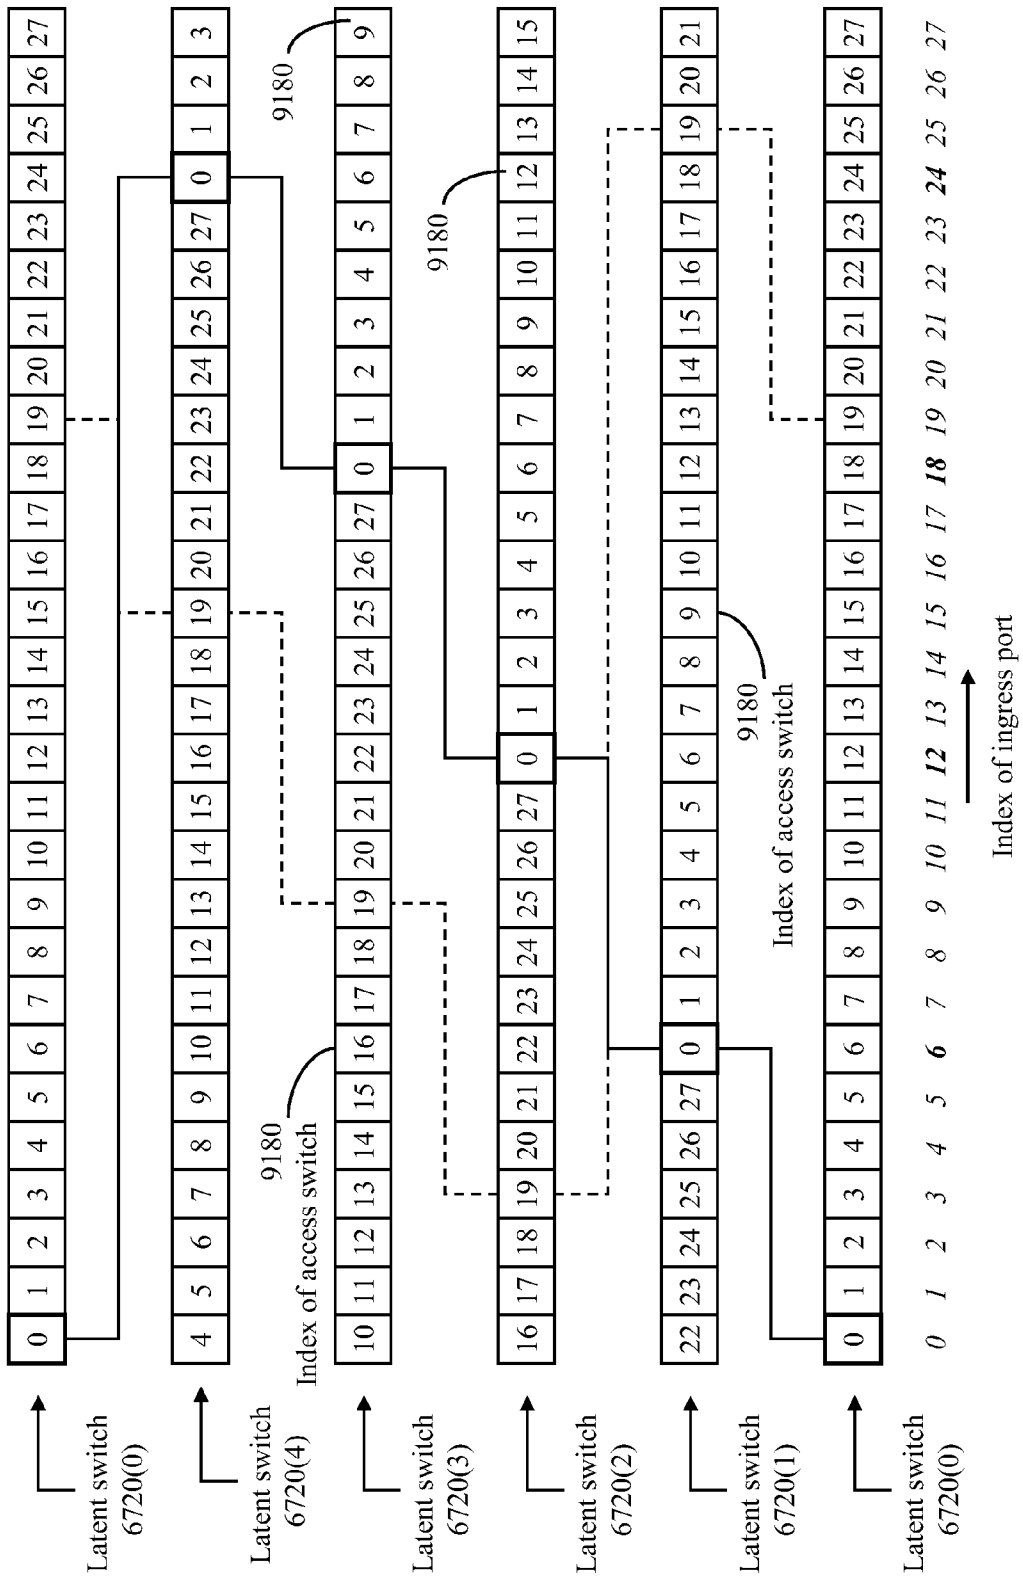 0 1 2 3 4 5 6 7 8 9 10 11 12 13 14 15 16 17 18 19 20 21 22 23 24 25 26 27
Latent switch
6720(0)
4 5 6 7 8 9 10 11 12 13 14 15 16 17 18 19 20 21 22 23 24 25 26 27 0 1 2 3
Latent switch
6720(4)
9180
Index of access switch
9180
10 11 12 13 14 15 16 17 18 19 20 21 22 23 24 25 26 27 0 1 2 3 4 5 6 7 8 9
Latent switch
6720(3)
9180
16 17 18 19 20 21 22 23 24 25 26 27 0 1 2 3 4 5 6 7 8 9 10 11 12 13 14 15
Latent switch
6720(2)
22 23 24 25 26 27 0 1 2 3 4 5 6 7 8 9 10 11 12 13 14 15 16 17 18 19 20 21
Latent switch
6720(1)
9180
Index of access switch
0 1 2 3 4 5 6 7 8 9 10 11 12 13 14 15 16 17 18 19 20 21 22 23 24 25 26 27
Latent switch
6720(0)
0 1 2 3 4 5 6 7 8 9 10 11 12 13 14 15 16 17 18 19 20 21 22 23 24 25 26 27
Index of ingress port